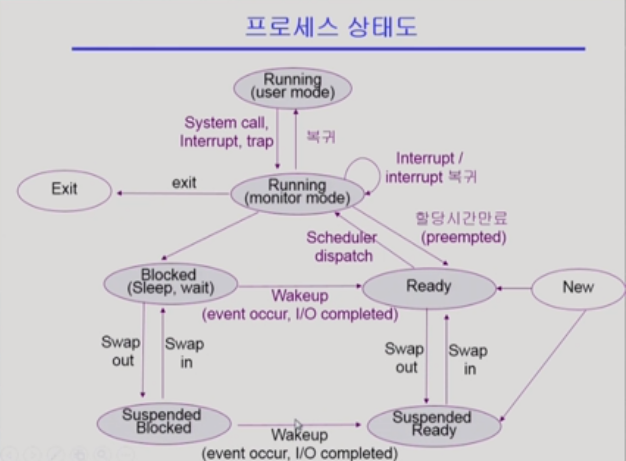 프로세스 상태도
Running
(user mode)
System call,
Interrupt, trap
복귀
Interrupt /
interrupt 복귀
Exit
exit
Running
(monitor mode)
할당시간만료
(preempted)
Scheduler
dispatch
Blocked
(Sleep, wait)
Wakeup
(event occur, I/O completed)
Ready
New
Swap
out
Swap
in
Swap
out
Swap
in
Suspended
Blocked
Wakeup
(event occur, I/O completed)
Suspended
Ready